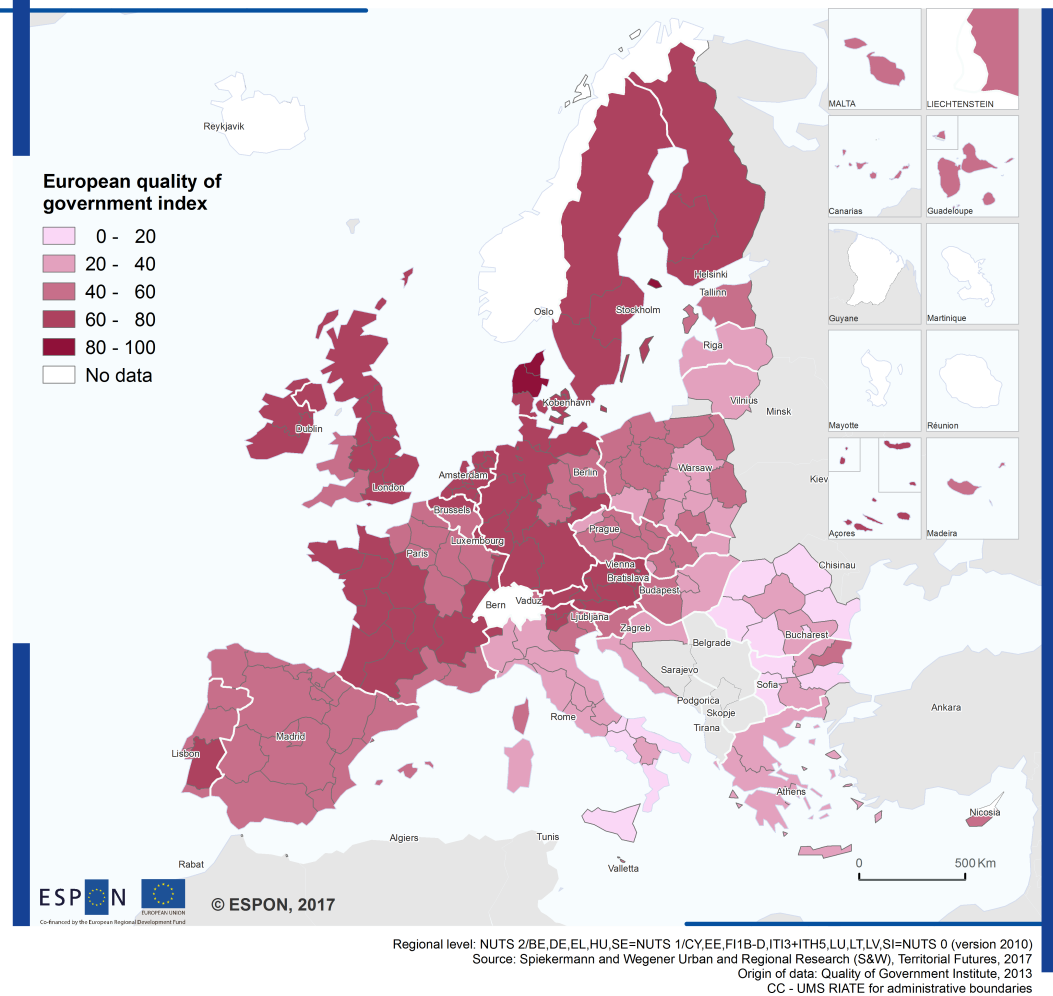 MALTA
LIECHTENSTEIN
Reykjavik
European quality of
government index
0 - 20
20 - 40
40 - 60
60 - 80
80 - 100
No data
Canarias
Guadeloupe
Helsinki
Tallinn
Oslo
Stockholm
Guyane
Martinique
Riga
Vilnius
Minsk
København
Dublin
Mayotte
Réunion
Berlin
Warsaw
Amsterdam
London
Kiev
Brussels
Prague
Açores
Madeira
Luxembourg
Paris
Vienna
Chisinau
Bratislava
Budapest
Bern
Vaduz
Ljubljana
Zagreb
Bucharest
Belgrade
Sarajevo
Sofia
Podgorica
Skopje
Ankara
Rome
Tirana
Madrid
Lisbon
Athens
Nicosia
Algiers
Tunis
Rabat
Valletta
0 500 Km
ESPON
EUROPEAN UNION
Co-financed by the European Regional Development Fund
© ESPON, 2017
Regional level: NUTS 2/BE,DE,EL,HU,SE=NUTS 1/CY,EE,FI1B-D,ITI3+ITH5,LU,LT,LV,SI=NUTS 0 (version 2010)
Source: Spiekermann and Wegener Urban and Regional Research (S&W), Territorial Futures, 2017
Origin of data: Quality of Government Institute, 2013
CC - UMS RIATE for administrative boundaries